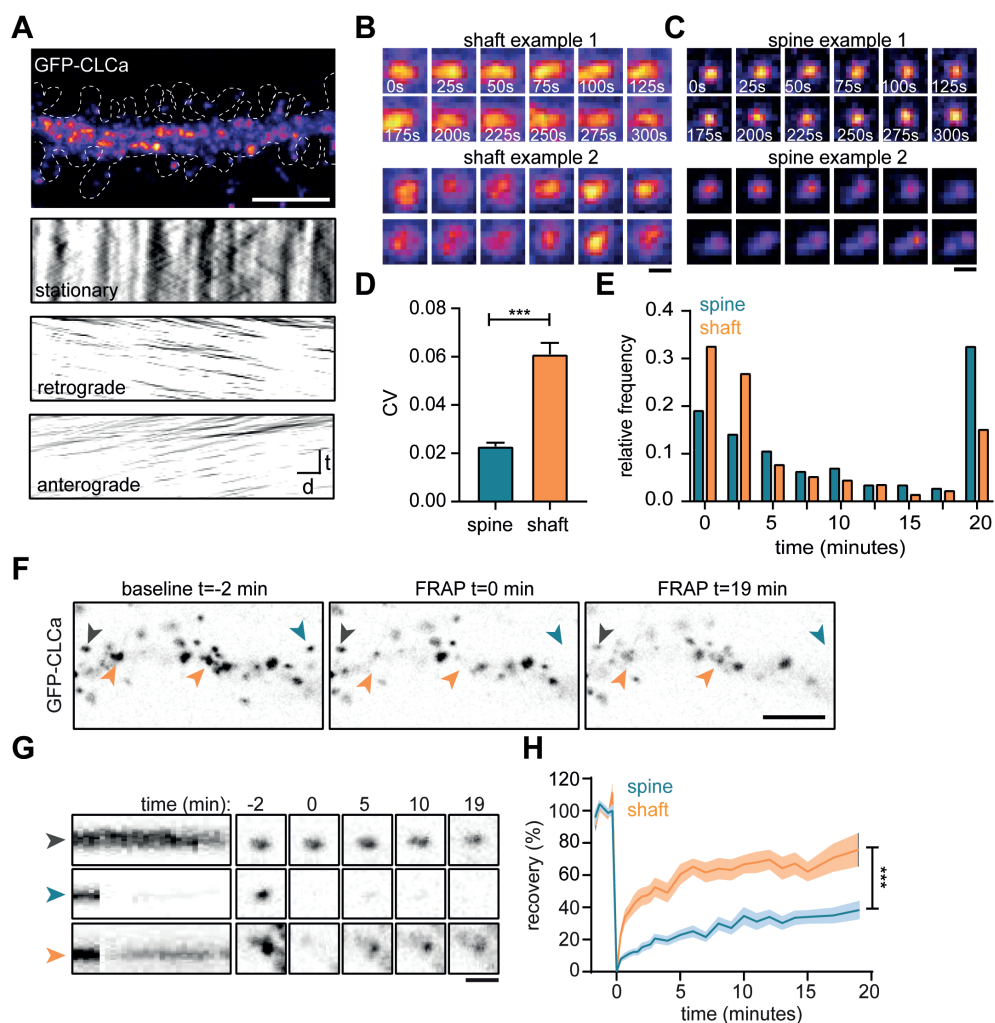 A
GFP-CLCa
stationary
retrograde
anterograde
t
d
B
shaft example 1
0s 25s 50s 75s 100s 125s
175s 200s 225s 250s 275s 300s
shaft example 2
C
spine example 1
0s 25s 50s 75s 100s 125s
175s 200s 225s 250s 275s 300s
spine example 2
D
0.08
0.06
0.04
0.02
0.00
CV
***
spine shaft
E
spine
shaft
0.4
0.3
0.2
0.1
0.0
relative frequency
0 5 10 15 20
time (minutes)
F
baseline t=-2 min FRAP t=0 min FRAP t=19 min
GFP-CLCa
G
time (min): -2 0 5 10 19
H
spine
shaft
120
100
80
60
40
20
0
recovery (%)
***
0 5 10 15 20
time (minutes)